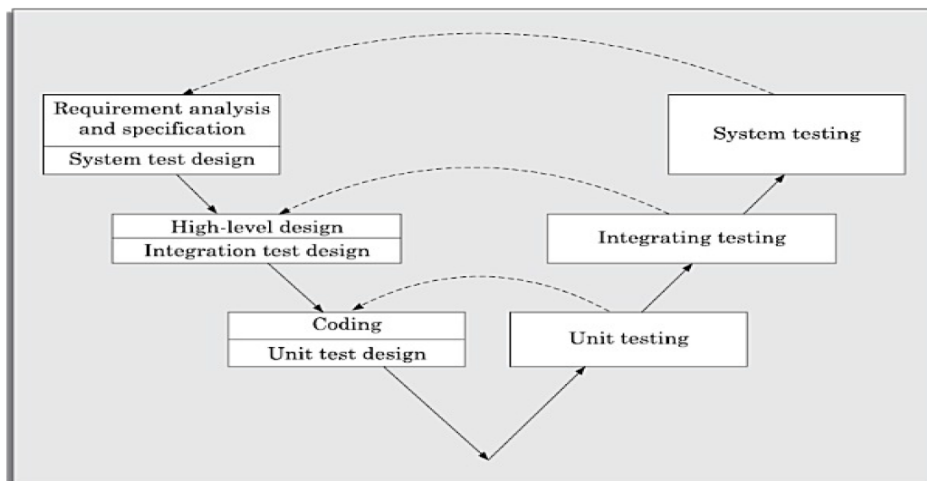 Requirement analysis
and specification
System test design
System testing
High-level design
Integration test design
Integrating testing
Coding
Unit test design
Unit testing